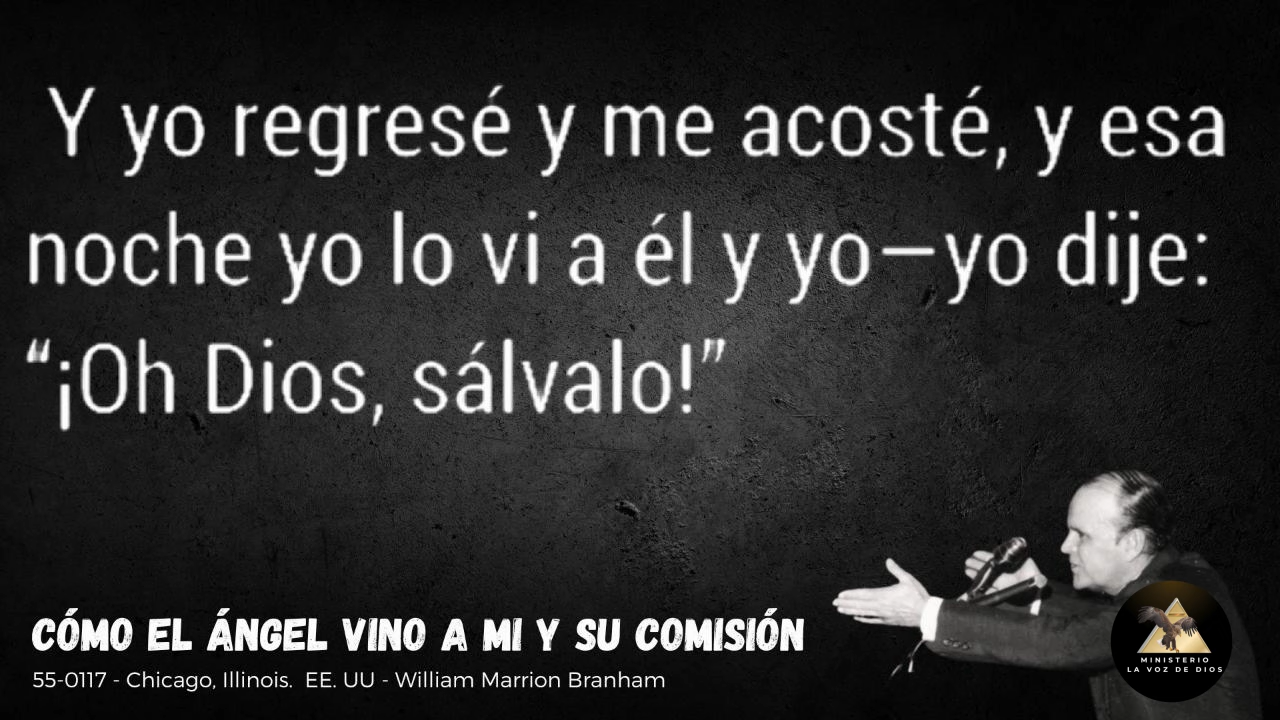 Y yo regresé y me acosté, y esa
noche yo lo vi a él y yo—yo dije:
“¡Oh Dios, sálvalo!”
CÓMO EL ÁNGEL VINO A MI Y SU COMISIÓN
55-0117 - Chicago, Illinois. EE. UU - William Marrion Branham
MINISTERIO
LA VOZ DE DIOS